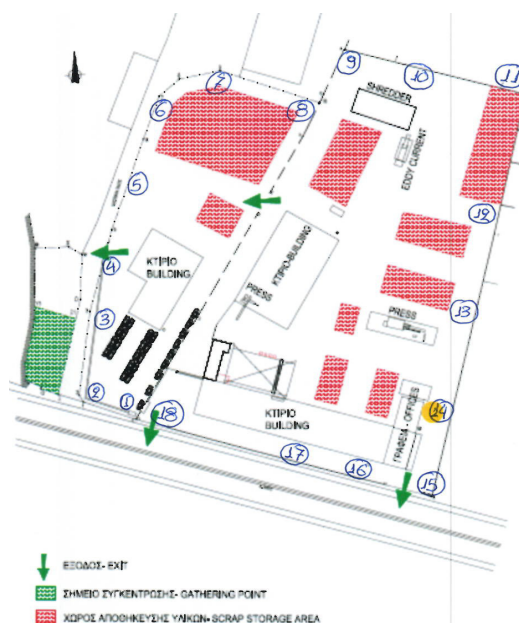 9
10
11
7
SHREDDER
8
6
EDDY CURRENT
5
12
ΚΤΙΡΙΟ-BUILDING
4
ΚΤΙΡΙΟ
BUILDING
PRESS
13
PRESS
3
2
1
18
ΚΤΙΡΙΟ
BUILDING
14
ΓΡΑΦΕΙΑ - OFFICES
17
16
15
ΕΞΟΔΟΣ- EXIT
ΣΗΜΕΙΟ ΣΥΓΚΕΝΤΡΩΣΗΣ- GATHERING POINT
ΧΩΡΟΣ ΑΠΟΘΗΚΕΥΣΗΣ ΥΛΙΚΩΝ- SCRAP STORAGE AREA